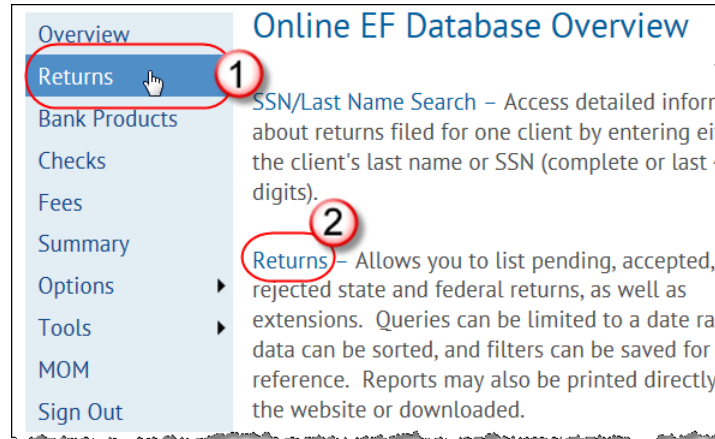 Overview
Returns
Bank Products
Checks
Fees
Summary
Options
Tools
MOM
Sign Out
1
Online EF Database Overview
SSN/Last Name Search – Access detailed
about returns filed for one client by entering
the client's last name or SSN (complete or last
digits).
2
Returns – Allows you to list pending, accepted,
rejected state and federal returns, as well as
extensions. Queries can be limited to a date
data can be sorted, and filters can be saved for
reference. Reports may also be printed directly
the website or downloaded.